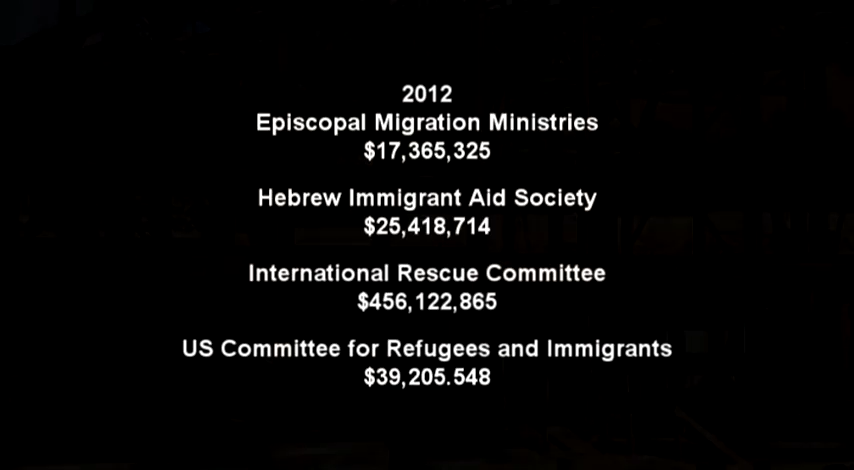 2012
Episcopal Migration Ministries
$17,365,325
Hebrew Immigrant Aid Society
$25,418,714
International Rescue Committee
$456,122,865
US Committee for Refugees and Immigrants
$39,205.548